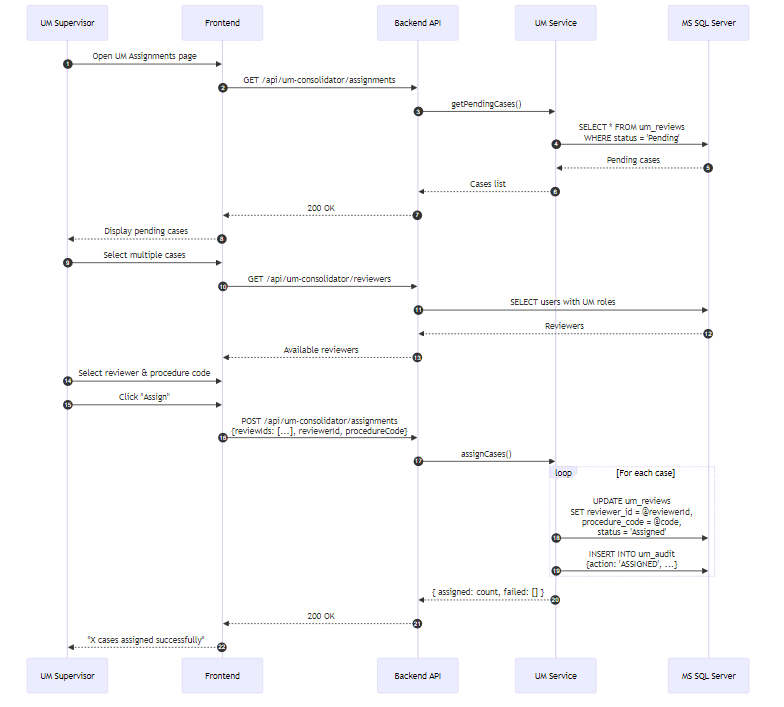 UM Supervisor
Frontend
Backend API
UM Service
MS SQL Server
1
Open UM Assignments page
2
GET /api/um-consolidator/assignments
3
getPendingCases()
SELECT * FROM um_reviews
WHERE status = 'Pending'
4
Pending cases
5
Cases list
6
200 OK
7
Display pending cases
8
9
Select multiple cases
10
GET /api/um-consolidator/reviewers
11
SELECT users with UM roles
Reviewers
12
Available reviewers
13
14
Select reviewer & procedure code
15
Click "Assign"
POST /api/um-consolidator/assignments
{reviewIds: [...], reviewerId, procedureCode}
16
17
assignCases()
loop
[For each case]
UPDATE um_reviews
SET reviewer_id = @reviewerId,
procedure_code = @code,
status = 'Assigned'
18
INSERT INTO um_audit
{action: 'ASSIGNED', ...}
19
{ assigned: count, failed: [] }
20
200 OK
21
"X cases assigned successfully"
22
UM Supervisor
Frontend
Backend API
UM Service
MS SQL Server